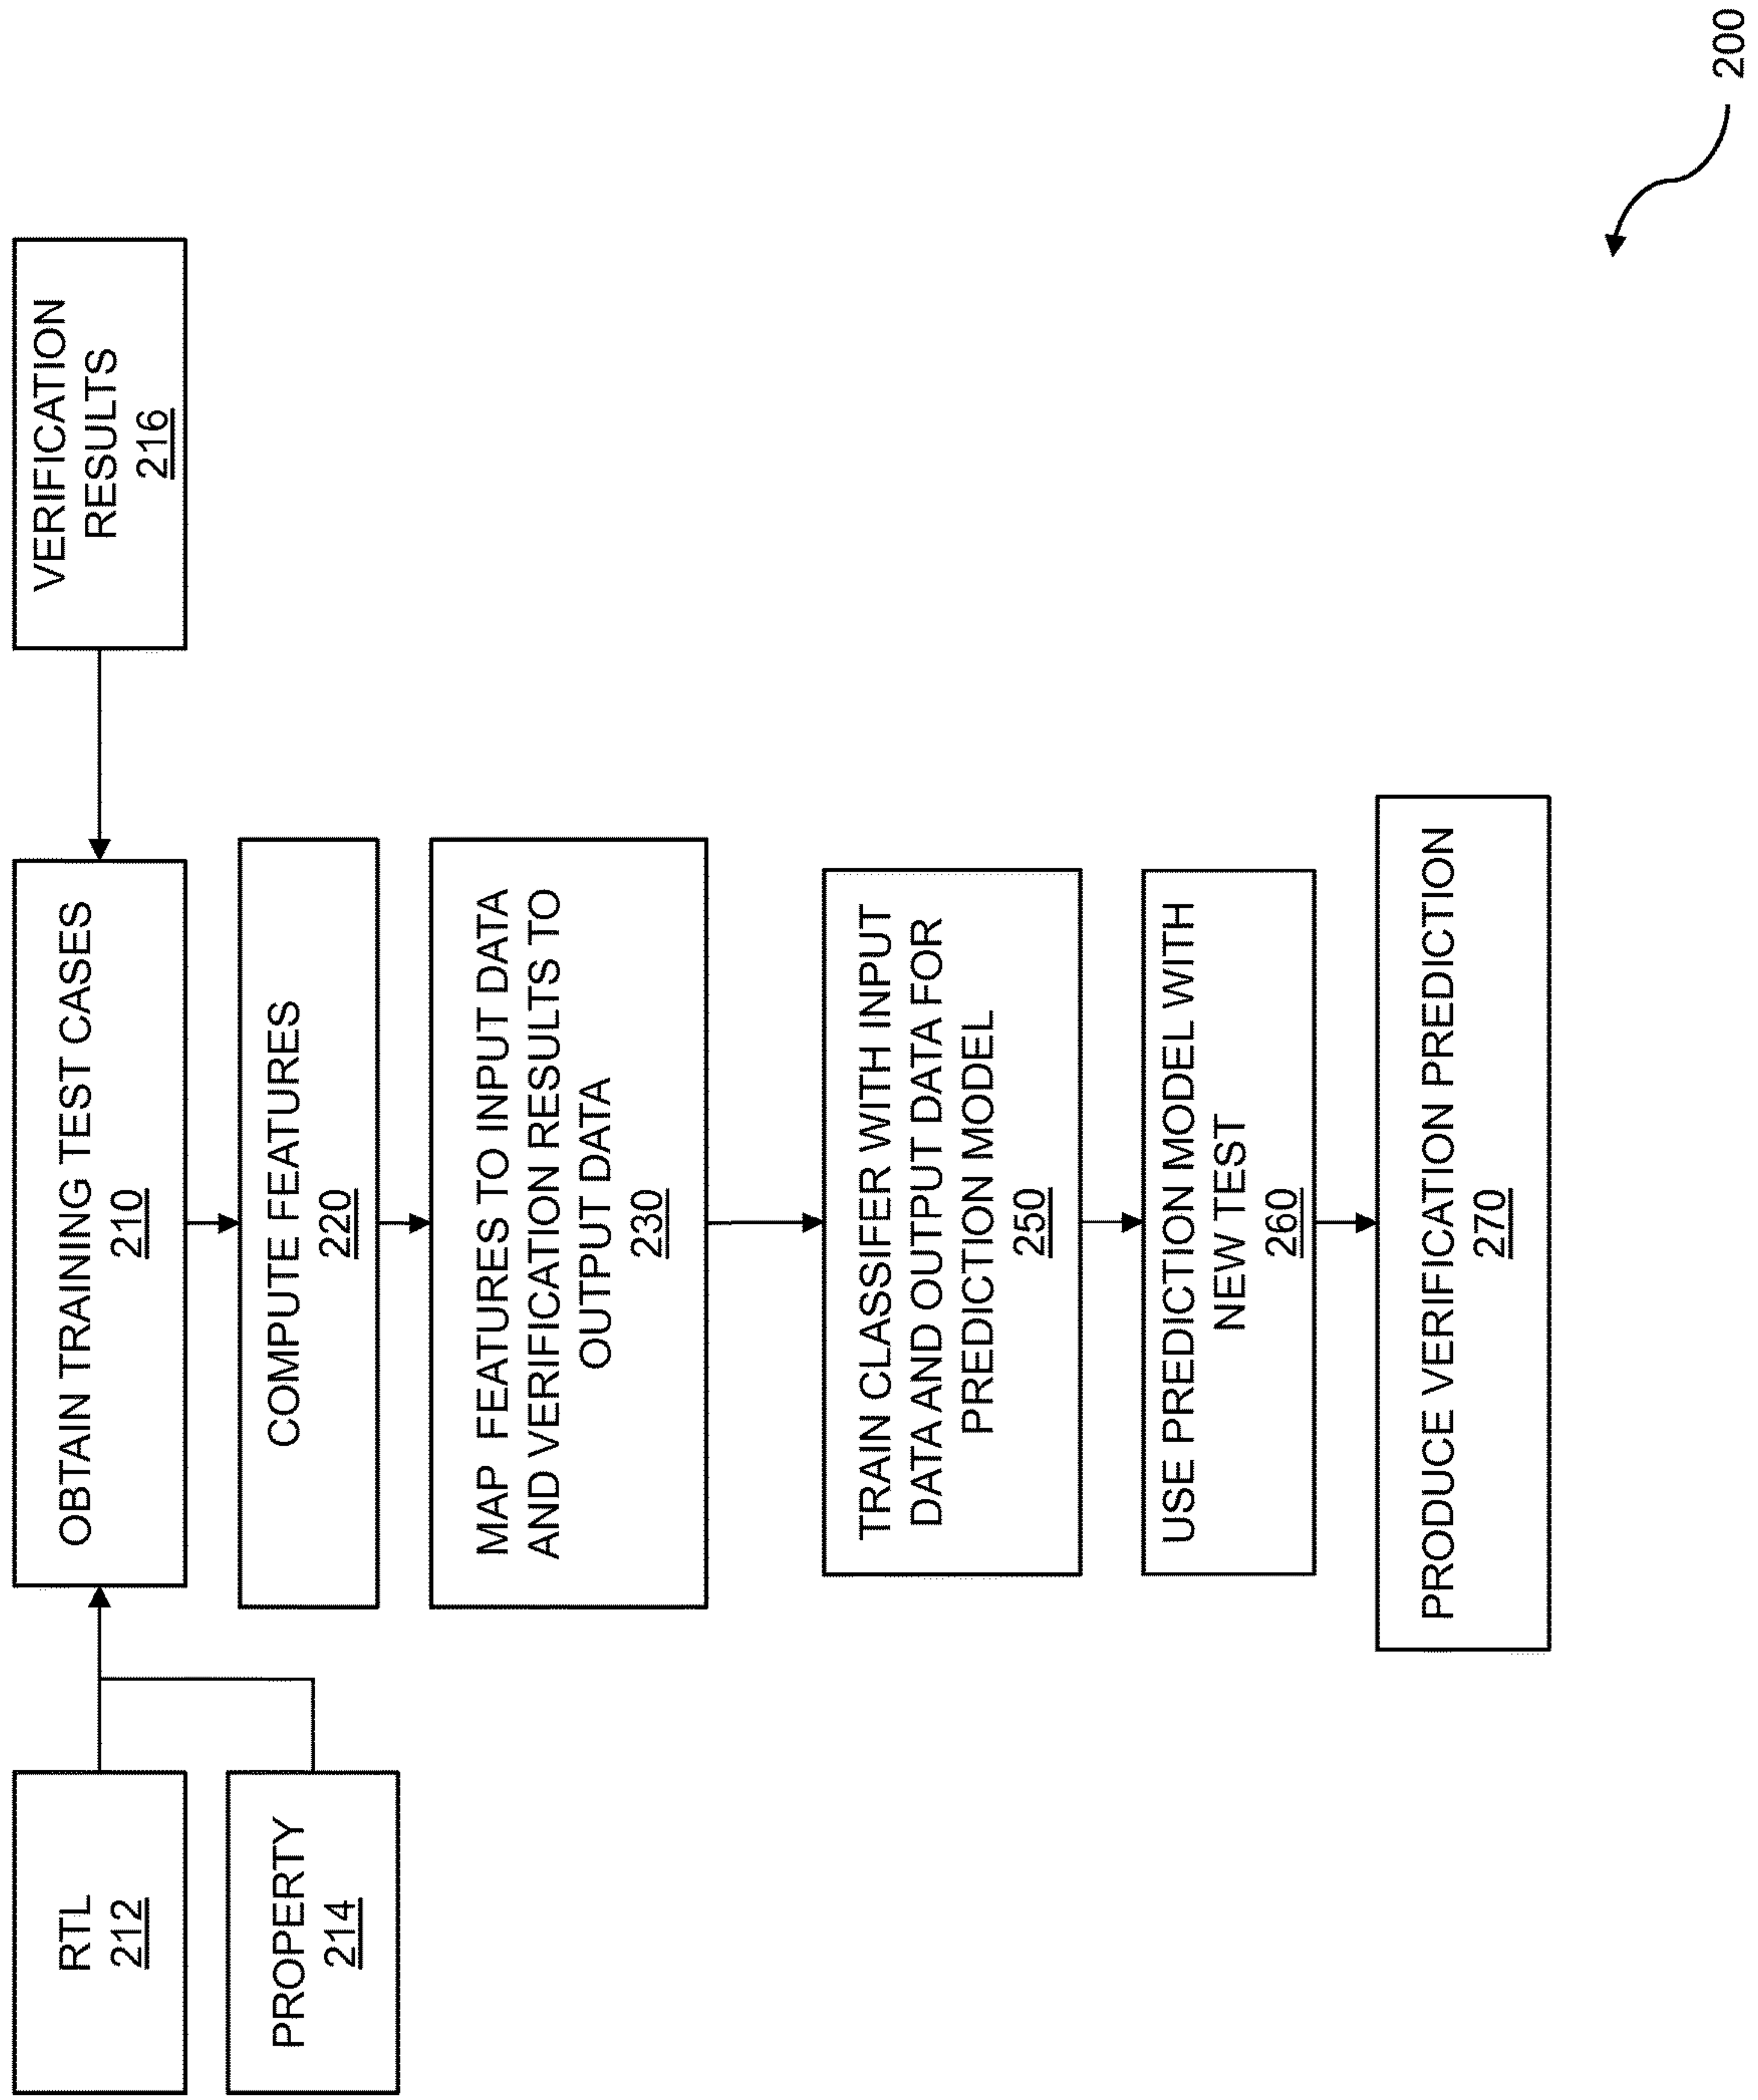 RTL
212
PROPERTY
214
OBTAIN TRAINING TEST CASES
210
VERIFICATION
RESULTS
216
COMPUTE FEATURES
220
MAP FEATURES TO INPUT DATA
AND VERIFICATION RESULTS TO
OUTPUT DATA
230
TRAIN CLASSIFER WITH INPUT
DATA AND OUTPUT DATA FOR
PREDICTION MODEL
250
USE PREDICTION MODEL WITH
NEW TEST
260
PRODUCE VERIFICATION PREDICTION
270
200